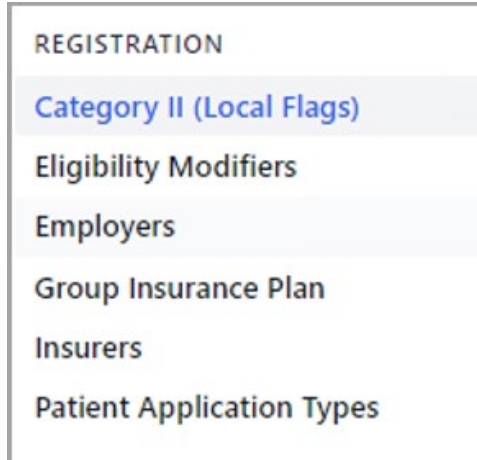 REGISTRATION
Category II (Local Flags)
Eligibility Modifiers
Employers
Group Insurance Plan
Insurers
Patient Application Types